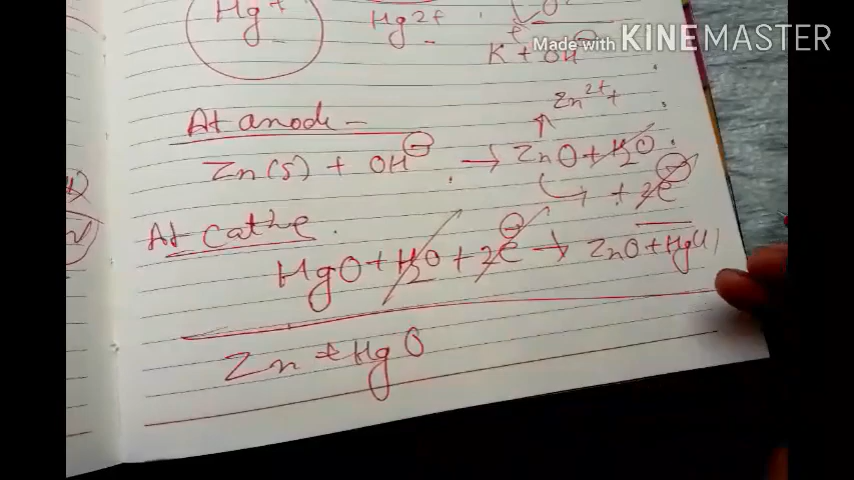 Hg+ Hg2+ O
K + OH⊖
Made with KINEMASTER
At anode - Zn2+ +
Zn(s) + OH⊖ → ZnO + H2O
+ 2e⊖
At cathe.
HgO + H2O + 2e⊖ → ZnO + Hg(l)
Zn + HgO